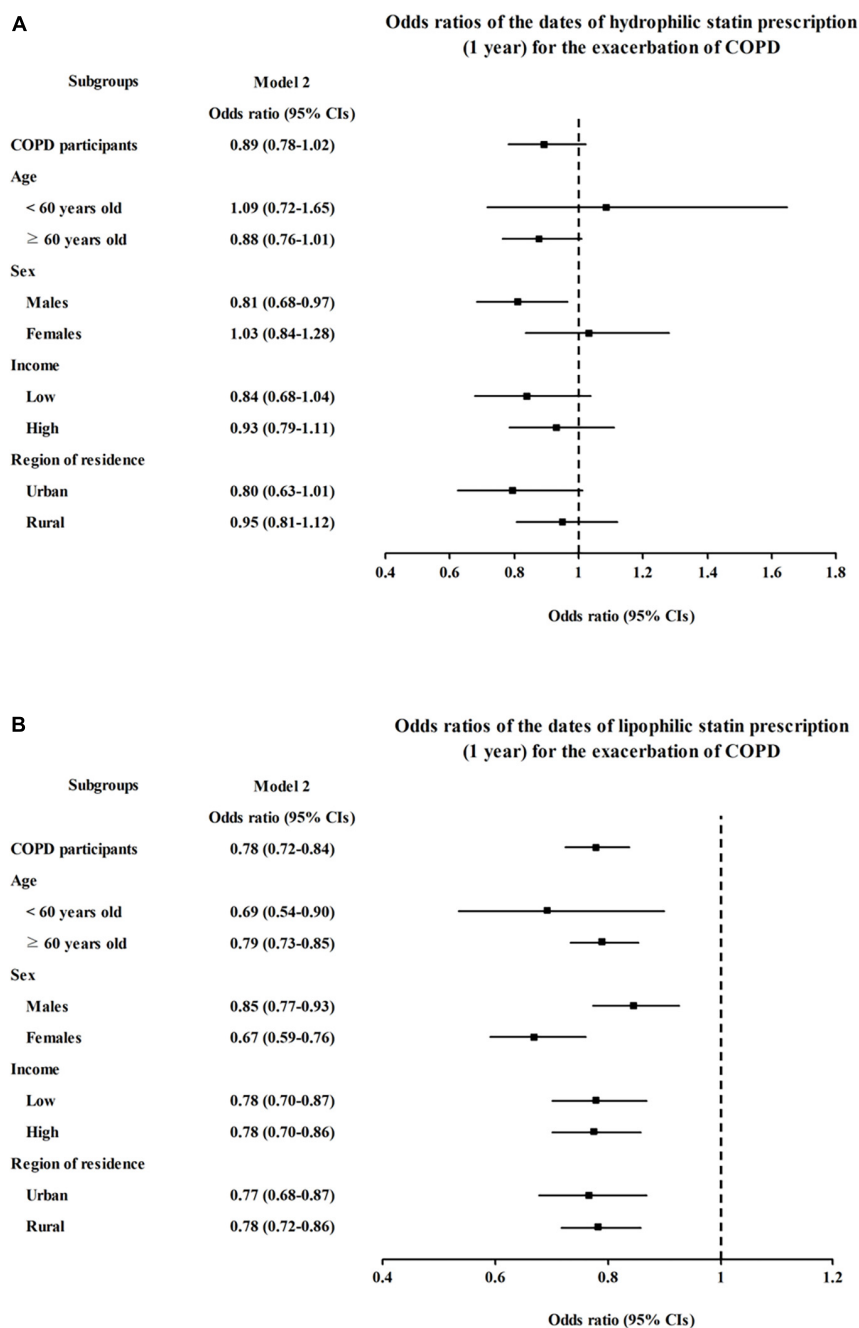 A
Odds ratios of the dates of hydrophilic statin prescription
(1 year) for the exacerbation of COPD
Subgroups Model 2
Odds ratio (95% CIs)
COPD participants 0.89 (0.78-1.02)
Age
< 60 years old 1.09 (0.72-1.65)
≥ 60 years old 0.88 (0.76-1.01)
Sex
Males 0.81 (0.68-0.97)
Females 1.03 (0.84-1.28)
Income
Low 0.84 (0.68-1.04)
High 0.93 (0.79-1.11)
Region of residence
Urban 0.80 (0.63-1.01)
Rural 0.95 (0.81-1.12)
0.4 0.6 0.8 1 1.2 1.4 1.6 1.8
Odds ratio (95% CIs)
B
Odds ratios of the dates of lipophilic statin prescription
(1 year) for the exacerbation of COPD
Subgroups Model 2
Odds ratio (95% CIs)
COPD participants 0.78 (0.72-0.84)
Age
< 60 years old 0.69 (0.54-0.90)
≥ 60 years old 0.79 (0.73-0.85)
Sex
Males 0.85 (0.77-0.93)
Females 0.67 (0.59-0.76)
Income
Low 0.78 (0.70-0.87)
High 0.78 (0.70-0.86)
Region of residence
Urban 0.77 (0.68-0.87)
Rural 0.78 (0.72-0.86)
0.4 0.6 0.8 1 1.2
Odds ratio (95% CIs)